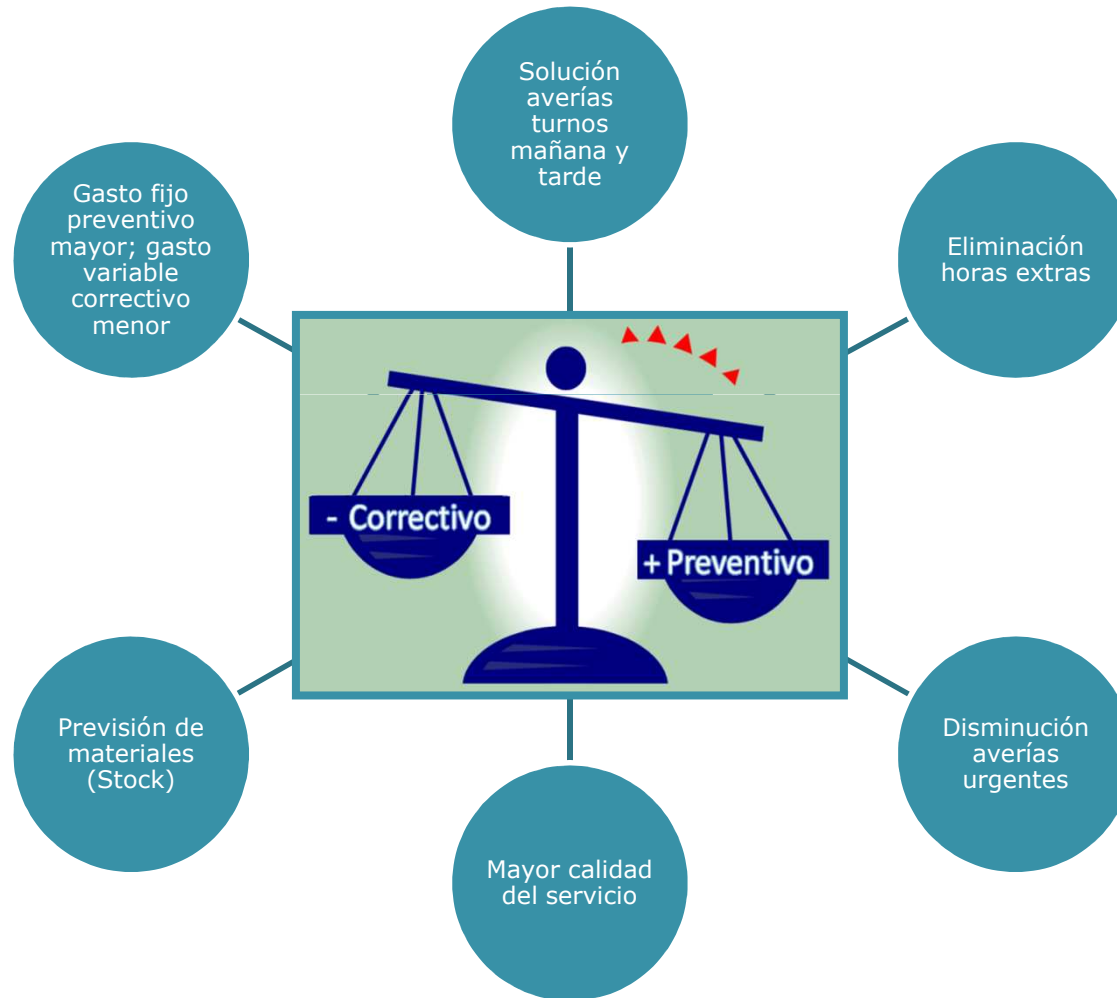 Solución
averías
turnos
mañana y
tarde
Gasto fijo
preventivo
mayor; gasto
variable
correctivo
menor
Eliminación
horas extras
- Correctivo
+ Preventivo
Previsión de
materiales
(Stock)
Disminución
averías
urgentes
Mayor calidad
del servicio